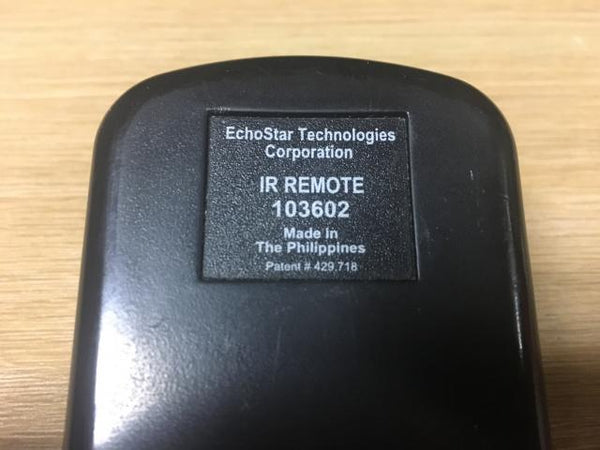 EchoStar Technologies
Corporation
IR REMOTE
103602
Made in
The Philippines
Patent # 429,718